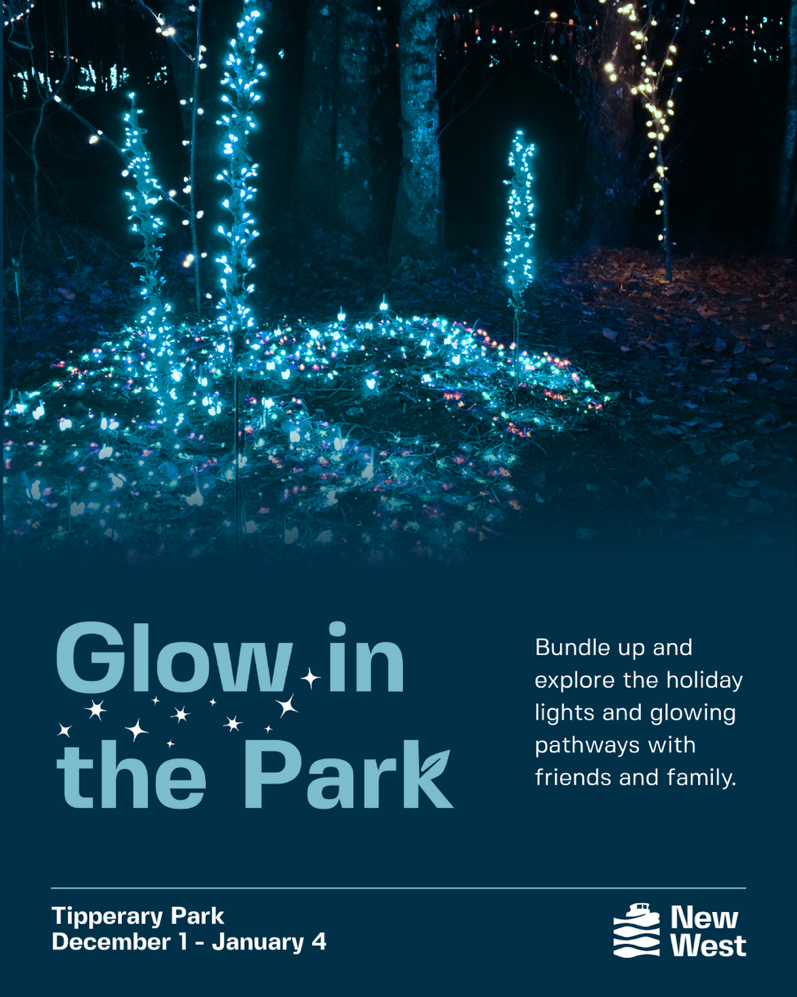 Glow in
the Park
Bundle up and
explore the holiday
lights and glowing
pathways with
friends and family.
Tipperary Park
December 1 - January 4
New
West